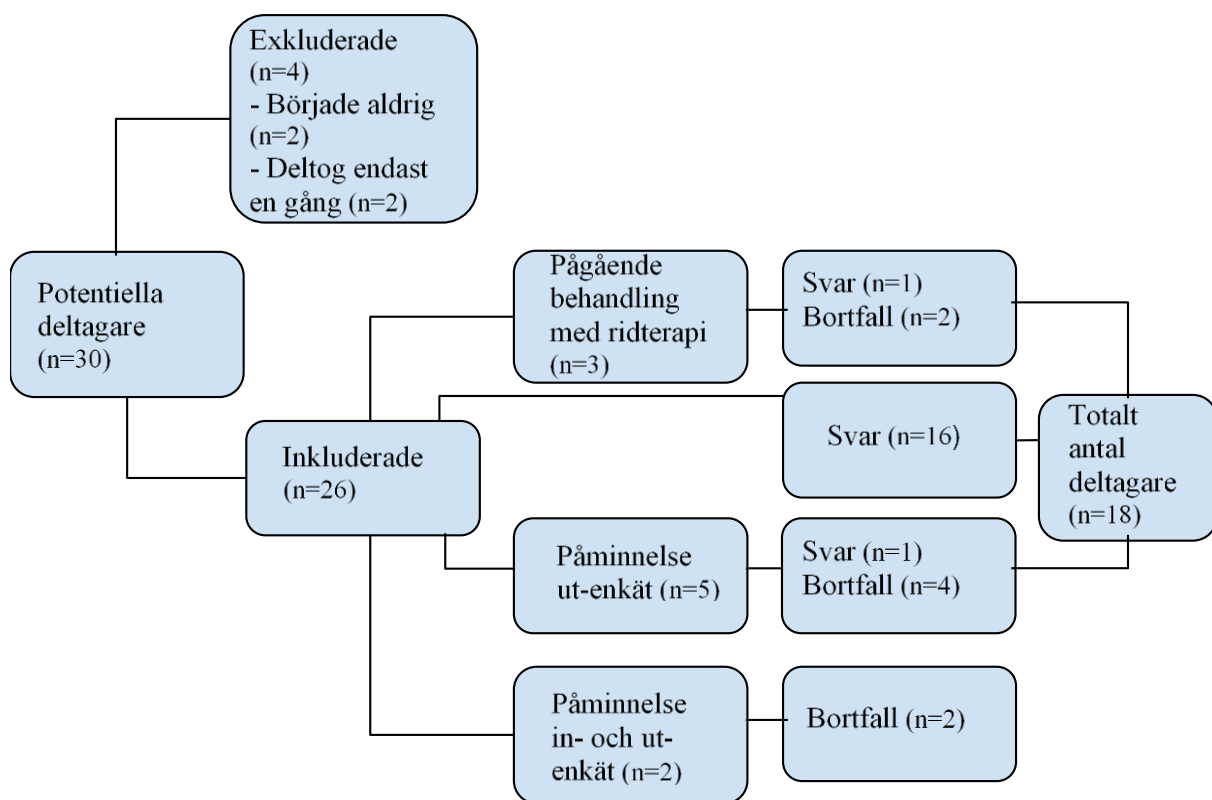 Exkluderade
(n=4)
- Började aldrig
(n=2)
- Deltog endast
en gång (n=2)
Potentiella
deltagare
(n=30)
Inkluderade
(n=26)
Pågående
behandling
med ridterapi
(n=3)
Svar (n=1)
Bortfall (n=2)
Svar (n=16)
Påminnelse
ut-enkät (n=5)
Svar (n=1)
Bortfall (n=4)
Påminnelse
in- och ut-
enkät (n=2)
Bortfall (n=2)
Totalt
antal
deltagare
(n=18)